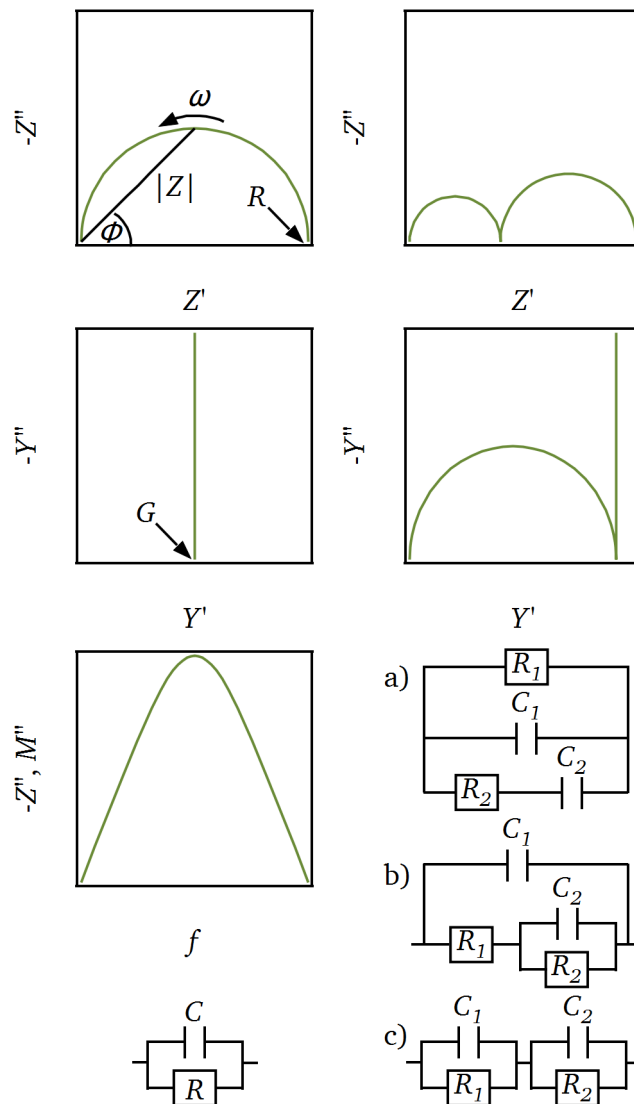 -Z"
ω
|Z|
R
Φ
Z'
-Z"
Z'
-Y"
G
Y'
-Y"
Y'
-Z", M"
f
C
R
a)
R1
C1
R2
C2
b)
C1
C2
R1
R2
c)
C1
C2
R1
R2